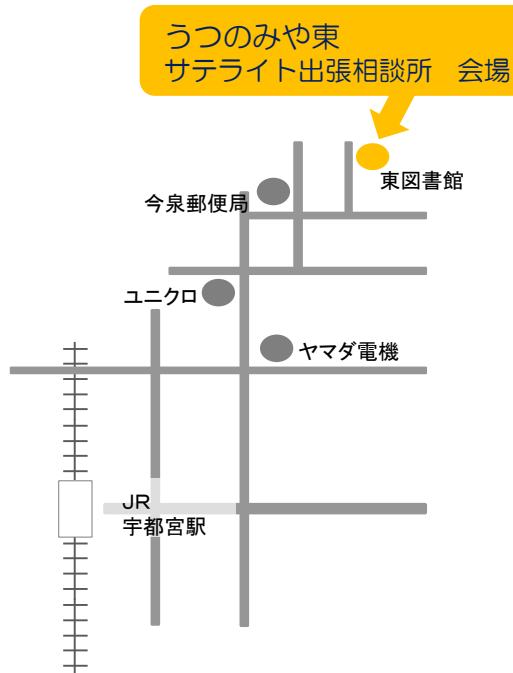 うつのみや東
サテライト出張相談所　会場
東図書館
今泉郵便局
ユニクロ
ヤマダ電機
JR
宇都宮駅